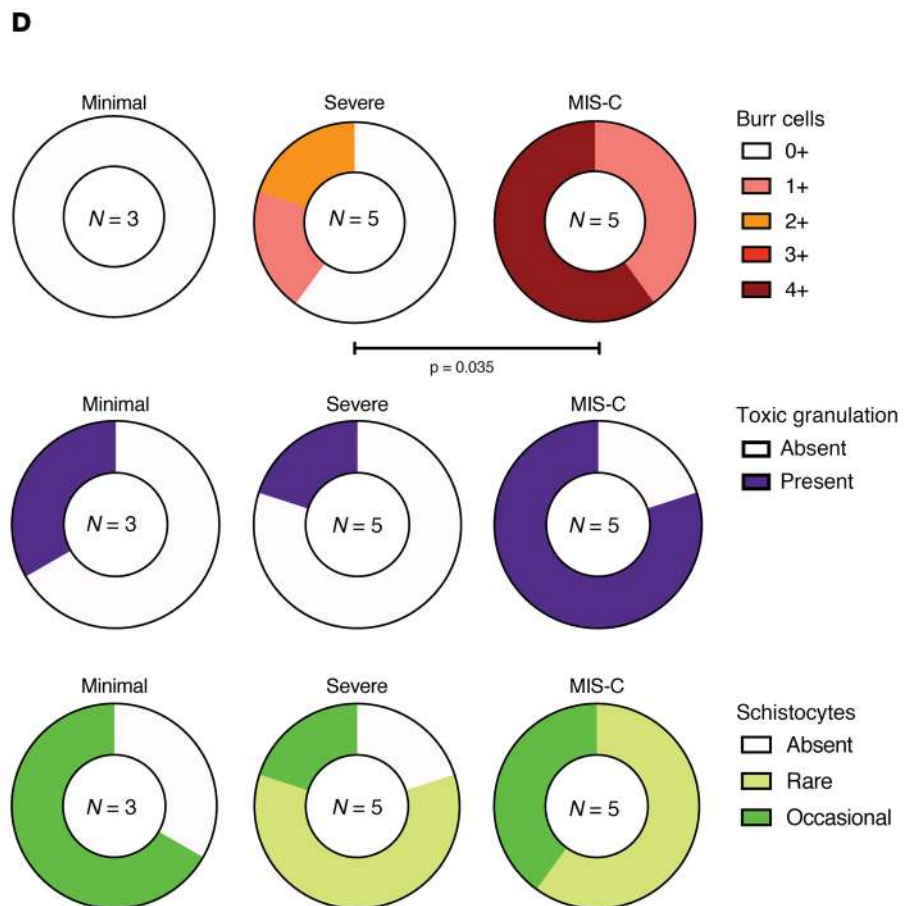 D
Minimal
Severe
MIS-C
N = 3
N = 5
N = 5
Burr cells
0+
1+
2+
3+
4+
p = 0.035
Minimal
Severe
MIS-C
N = 3
N = 5
N = 5
Toxic granulation
Absent
Present
Minimal
Severe
MIS-C
N = 3
N = 5
N = 5
Schistocytes
Absent
Rare
Occasional